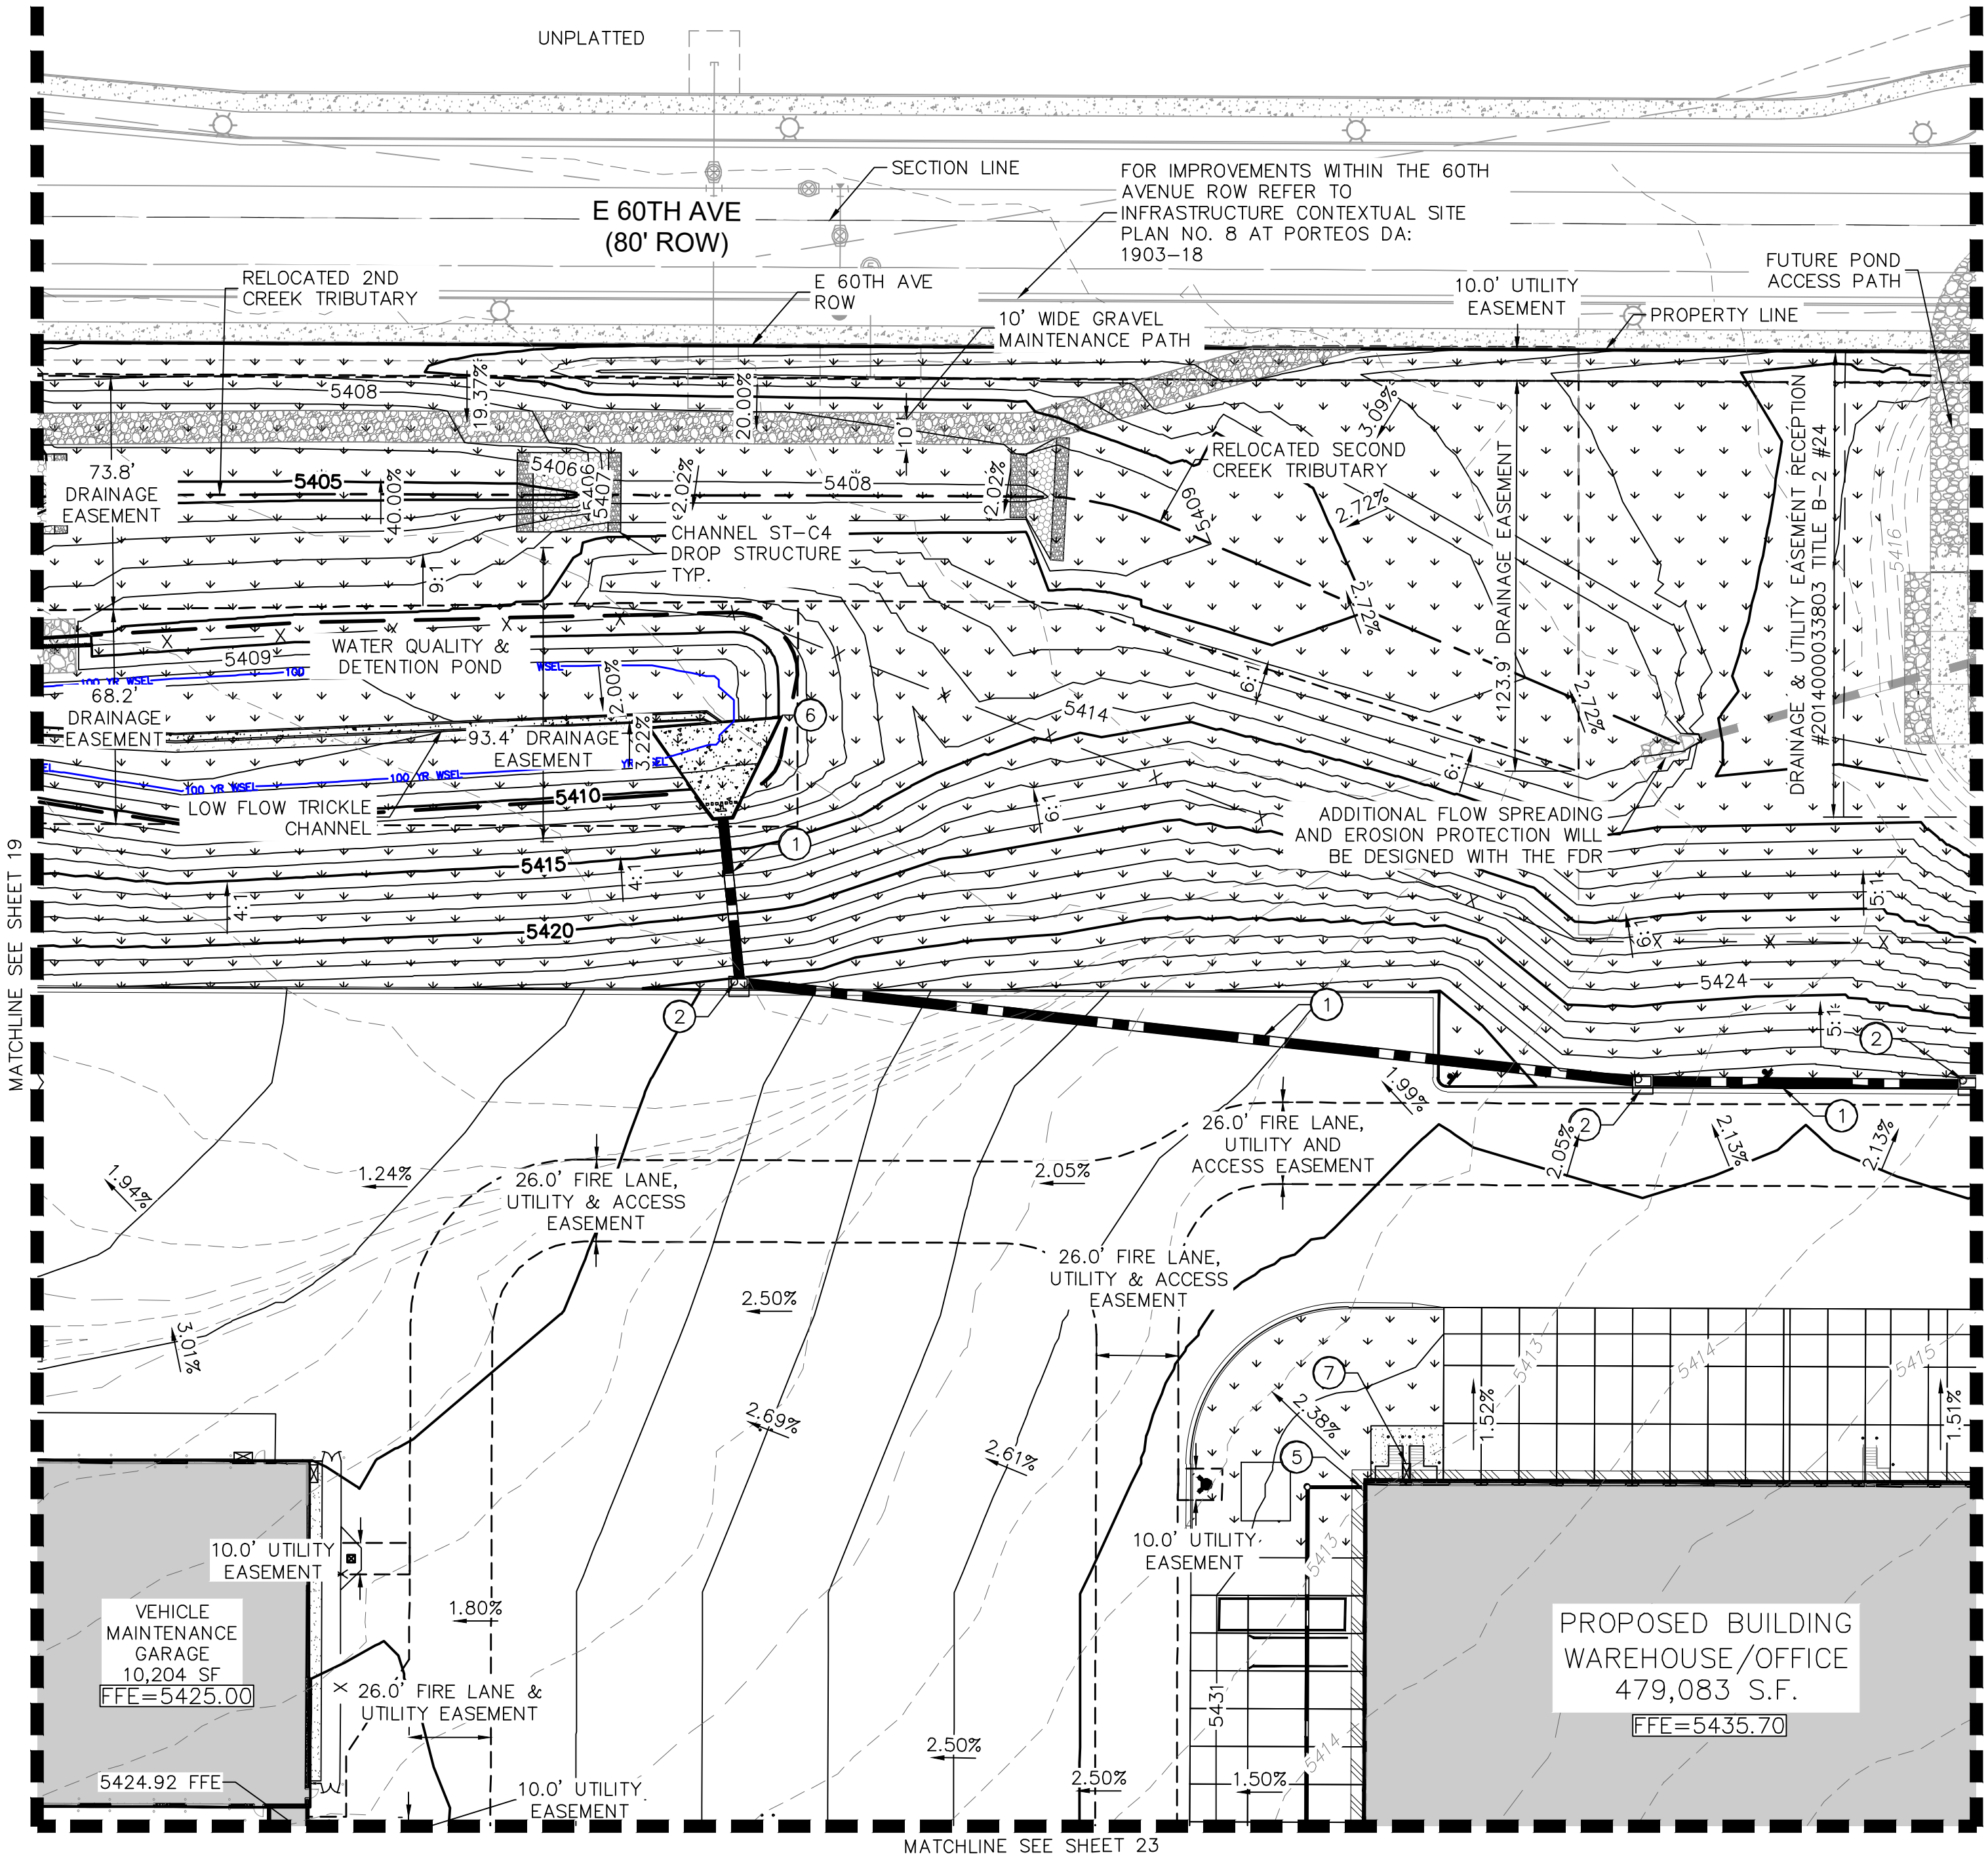 UNPLATTED
SECTION LINE
FOR IMPROVEMENTS WITHIN THE 60TH
AVENUE ROW REFER TO
INFRASTRUCTURE CONTEXTUAL SITE
PLAN NO. 8 AT PORTEOS DA:
1903-18
E 60TH AVE
(80' ROW)
RELOCATED 2ND
CREEK TRIBUTARY
E 60TH AVE
ROW
10.0' UTILITY
EASEMENT
FUTURE POND
ACCESS PATH
10' WIDE GRAVEL
MAINTENANCE PATH
PROPERTY LINE
5408
19.37%
20.00%
10'
3.09%
RELOCATED SECOND
CREEK TRIBUTARY
73.8'
DRAINAGE
EASEMENT
5405
40.00%
5406
5406
5407
2.02%
5408
2.02%
5409
2.72%
123.9' DRAINAGE EASEMENT
DRAINAGE & UTILITY EASEMENT RECEPTION
#2014000033803 TITLE B-2 #24
5416
CHANNEL ST-C4
DROP STRUCTURE
TYP.
9:1
2.72%
WATER QUALITY &
DETENTION POND
5409
100 YR WSEL
100
WSEL
68.2'
DRAINAGE
EASEMENT
2.00%
3.22%
6
6:1
2.72%
5414
93.4' DRAINAGE
EASEMENT
100 YR WSEL
100 YR WSEL
LOW FLOW TRICKLE
CHANNEL
5410
6:1
6:1
ADDITIONAL FLOW SPREADING
AND EROSION PROTECTION WILL
BE DESIGNED WITH THE FDR
1
5415
4:1
4:1
5:1
5420
6:1
5424
5:1
MATCHLINE SEE SHEET 19
2
1
2
1.99%
1
2
26.0' FIRE LANE,
UTILITY AND
ACCESS EASEMENT
2.05%
2.13%
2.13%
1.94%
1.24%
26.0' FIRE LANE,
UTILITY & ACCESS
EASEMENT
2.05%
26.0' FIRE LANE,
UTILITY & ACCESS
EASEMENT
3.01%
2.50%
5413
5414
5415
7
2.38%
1.52%
1.51%
2.69%
2.61%
5
10.0' UTILITY
EASEMENT
10.0' UTILITY
EASEMENT
5413
VEHICLE
MAINTENANCE
GARAGE
10,204 SF
FFE=5425.00
1.80%
PROPOSED BUILDING
WAREHOUSE/OFFICE
479,083 S.F.
FFE=5435.70
26.0' FIRE LANE &
UTILITY EASEMENT
5431
5414
2.50%
5424.92 FFE
10.0' UTILITY
EASEMENT
2.50%
1.50%
MATCHLINE SEE SHEET 23